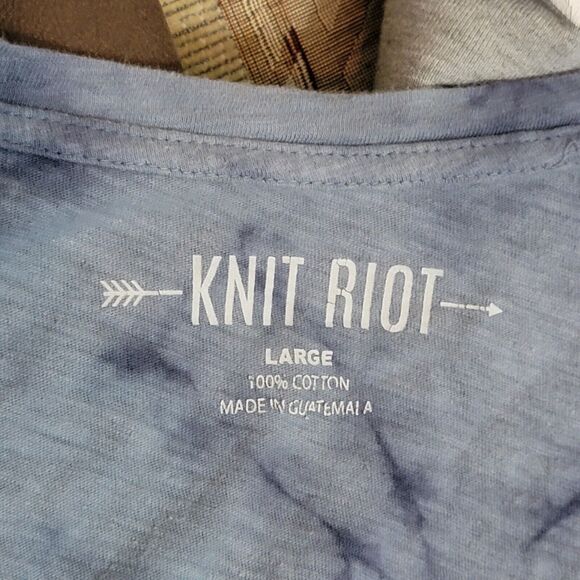 KNIT RIOT
LARGE
100% COTTON
MADE IN GUATEMALA